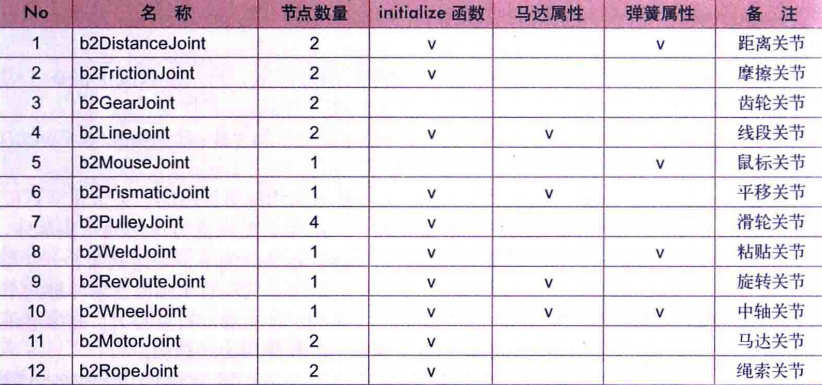 No 名 称 节点数量 initialize 函数 马达属性 弹簧属性 备 注
1 b2DistanceJoint 2 v v 距离关节
2 b2FrictionJoint 2 v 摩擦关节
3 b2GearJoint 2 齿轮关节
4 b2LineJoint 2 v v 线段关节
5 b2MouseJoint 1 v 鼠标关节
6 b2PrismaticJoint 1 v v 平移关节
7 b2PulleyJoint 4 v 滑轮关节
8 b2WeldJoint 1 v v 粘贴关节
9 b2RevoluteJoint 1 v v 旋转关节
10 b2WheelJoint 1 v v v 中轴关节
11 b2MotorJoint 2 v 马达关节
12 b2RopeJoint 2 v 绳索关节